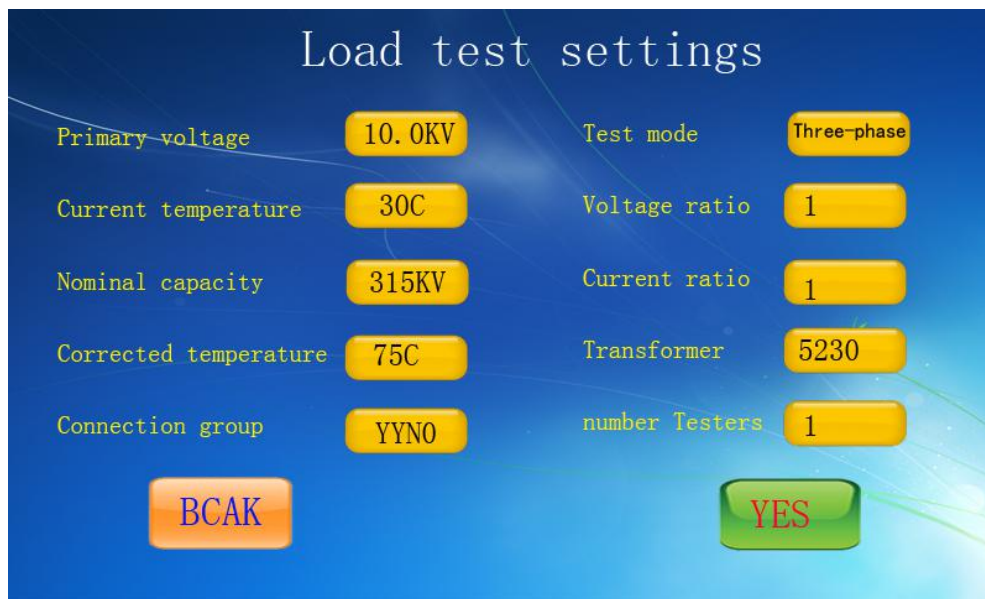 Load test settings
Primary voltage 10.0KV Test mode Three-phase
Current temperature 30C Voltage ratio 1
Nominal capacity 315KV Current ratio 1
Corrected temperature 75C Transformer 5230
Connection group YYNO number Testers 1
BCAK YES